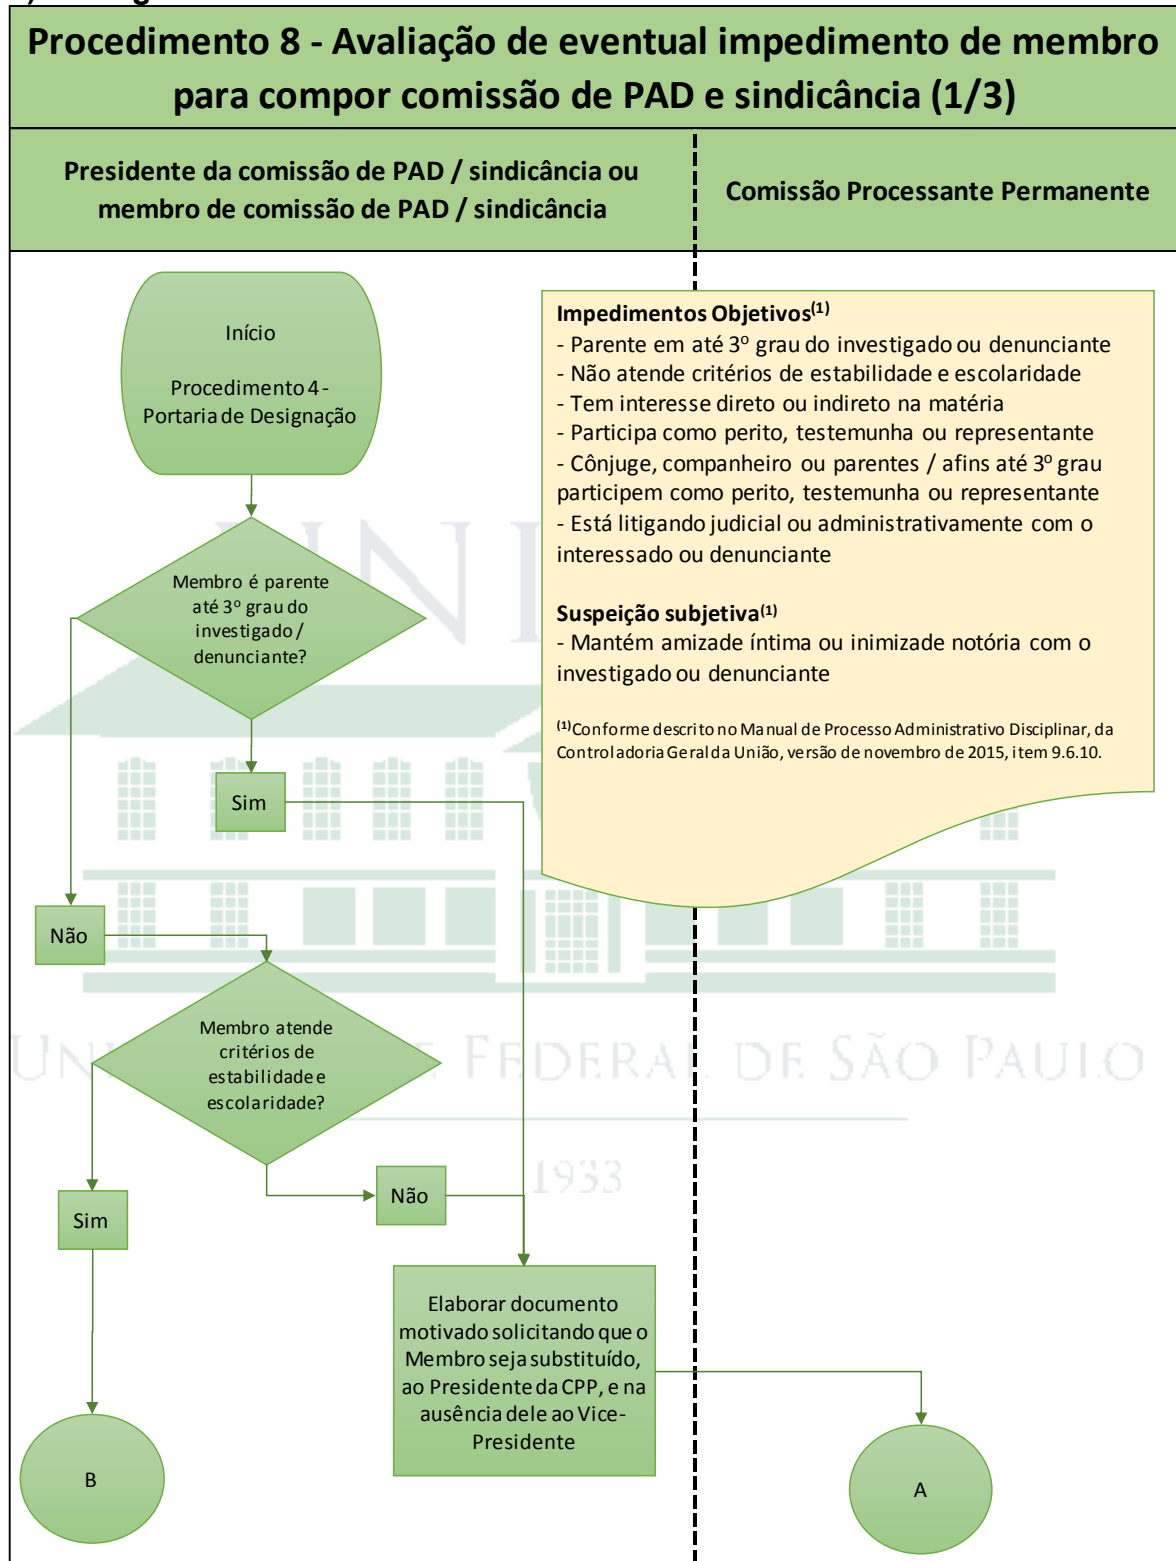 Procedimento 8 - Avaliação de eventual impedimento de membro
para compor comissão de PAD e sindicância (1/3)
Presidente da comissão de PAD / sindicância ou
membro de comissão de PAD / sindicância
Comissão Processante Permanente
Início
Procedimento 4 -
Portaria de Designação
Impedimentos Objetivos(1)
- Parente em até 3º grau do investigado ou denunciante
- Não atende critérios de estabilidade e escolaridade
- Tem interesse direto ou indireto na matéria
- Participa como perito, testemunha ou representante
- Cônjuge, companheiro ou parentes / afins até 3º grau
participem como perito, testemunha ou representante
- Está litigando judicial ou administrativamente com o
interessado ou denunciante
Suspeição subjetiva(1)
- Mantém amizade íntima ou inimizade notória com o
investigado ou denunciante
(1)Conforme descrito no Manual de Processo Administrativo Disciplinar, da
Controladoria Geral da União, versão de novembro de 2015, item 9.6.10.
Membro é parente
até 3º grau do
investigado /
denunciante?
Sim
Não
Membro atende
critérios de
estabilidade e
escolaridade?
FEDERAL DE SÃO PAULO
1933
Não
Sim
Elaborar documento
motivado solicitando que o
Membro seja substituído,
ao Presidente da CPP, e na
ausência dele ao Vice-
Presidente
B
A